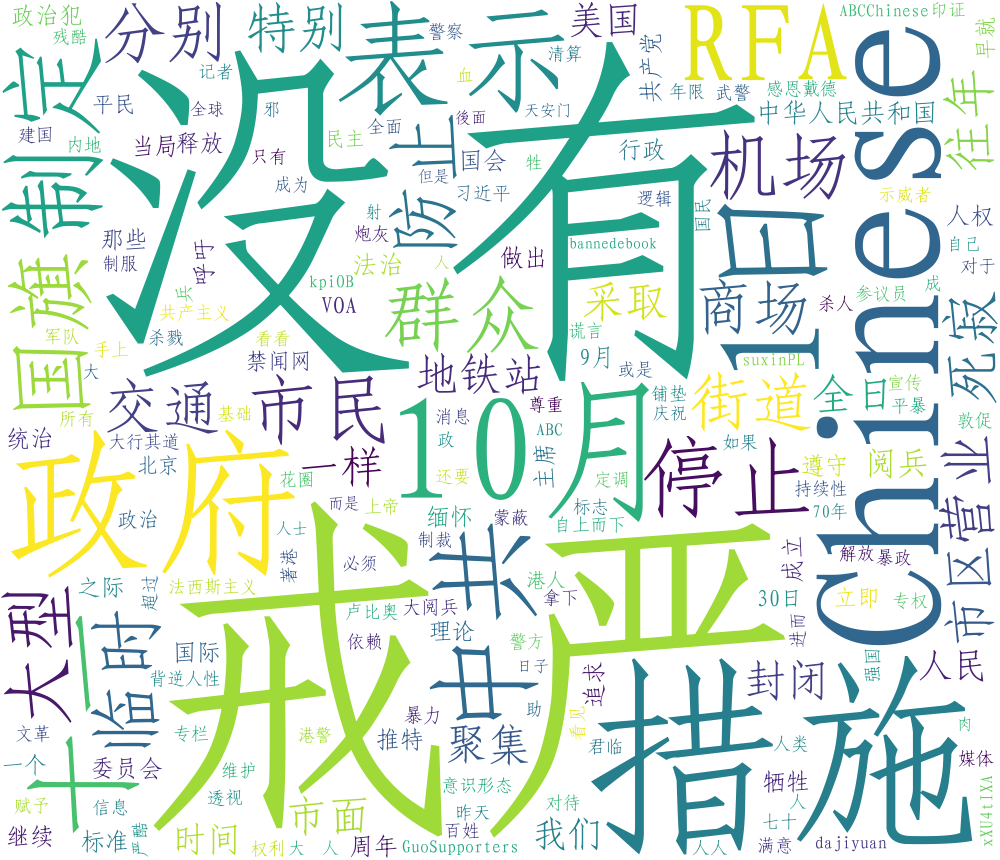 政治犯
残酷
分别
特别
表示
警察
美国
清算
ABCChinese
印证
早就
RFA
Chinese
制定
平民
记者
全球
邪
血
天安门
後面
共产党
年限
武警
感恩戴德
中华人民共和国
往年
建国
内地
当局
释放
民主
全面
只有
成为
没有
防止
但是
国会
习近平
牲
行政
逻辑
国民
机场
1日
示威者
人权
自己
对于
国旗
那些
制服
呼吁
射
炮灰
法治
人
做出
bannedebook
商场
参议员
成
兵
共产主义
kpiOB
VOA
群众
采取
杀人
死寂
军队
手上
杀戮
看看
禁闻网
谎言
9月
或是
suxinPL
大
所有
交通
市民
地铁站
铺垫
庆祝
街道
全日
宣传
平暴
敦促
统治
基础
大行其道
消息
尊重
10月
政
ABC
主席
停止
如果
遵守
阅兵
市区
营业
北京
一样
花圈
还要
定调
持续性
70年
政府
政治
人士
而是
上帝
缅怀
蒙蔽
标志
自上而下
制裁
之际
超过
法西斯主义
香港
必须
戒严
中共
港人
拿下
成立
解放
暴政
30日
立即
专权
进而
大型
临时
十一
国际
背逆人性
卢比奥
依赖
大阅兵
理论
警方
日子
追求
封闭
人民
强国
文革
专栏
港警
暴力
推特
聚集
助
看见
君临
人类
措施
肉
一个
委员会
维护
透视
意识形态
昨天
对待
牺牲
人
媒体
赋予
信息
严酷
市面
百姓
我们
七十
xXU4tlXV
继续
标准
时间
权利
大
人
周年
GuoSupporters
人人
满意
dajiyuan